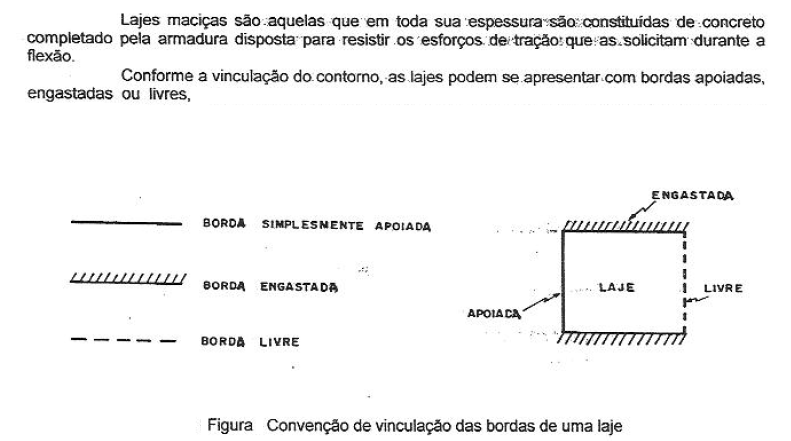 Lajes maciças são aquelas que em toda sua espessura são constituídas de concreto
completado pela armadura disposta para resistir os esforços de tração que as solicitam durante a
flexão.
Conforme a vinculação do contorno, as lajes podem se apresentar com bordas apoiadas,
engastadas ou livres,
ENGASTADA
BORDA SIMPLESMENTE APOIADA
BORDA ENGASTADA
LAJE
LIVRE
APOIADA
BORDA LIVRE
Figura Convenção de vinculação das bordas de uma laje